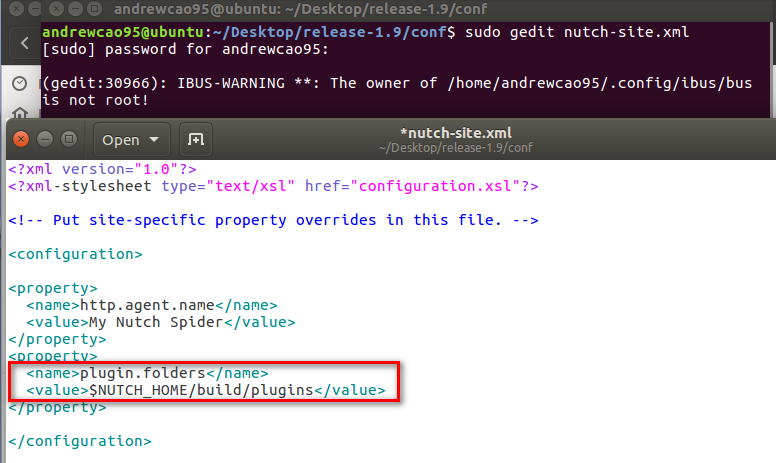 andrewcao95@ubuntu: ~/Desktop/release-1.9/conf
andrewcao95@ubuntu:~/Desktop/release-1.9/conf$ sudo gedit nutch-site.xml
[sudo] password for andrewcao95:
(gedit:30966): IBUS-WARNING **: The owner of /home/andrewcao95/.config/ibus/bus
is not root!
Open
*nutch-site.xml
~/Desktop/release-1.9/conf
<?xml version="1.0"?>
<?xml-stylesheet type="text/xsl" href="configuration.xsl"?>
<!-- Put site-specific property overrides in this file. -->
<configuration>
<property>
<name>http.agent.name</name>
<value>My Nutch Spider</value>
</property>
<property>
<name>plugin.folders</name>
<value>$NUTCH_HOME/build/plugins</value>
</property>
</configuration>